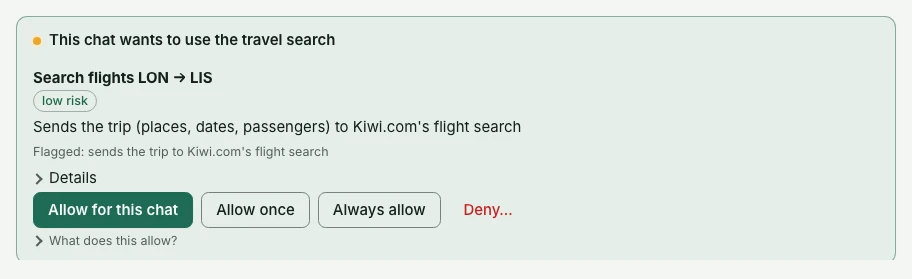 This chat wants to use the travel search
Search flights LON → LIS
low risk
Sends the trip (places, dates, passengers) to Kiwi.com's flight search
Flagged: sends the trip to Kiwi.com's flight search
Details
Allow for this chat Allow once Always allow Deny...
What does this allow?